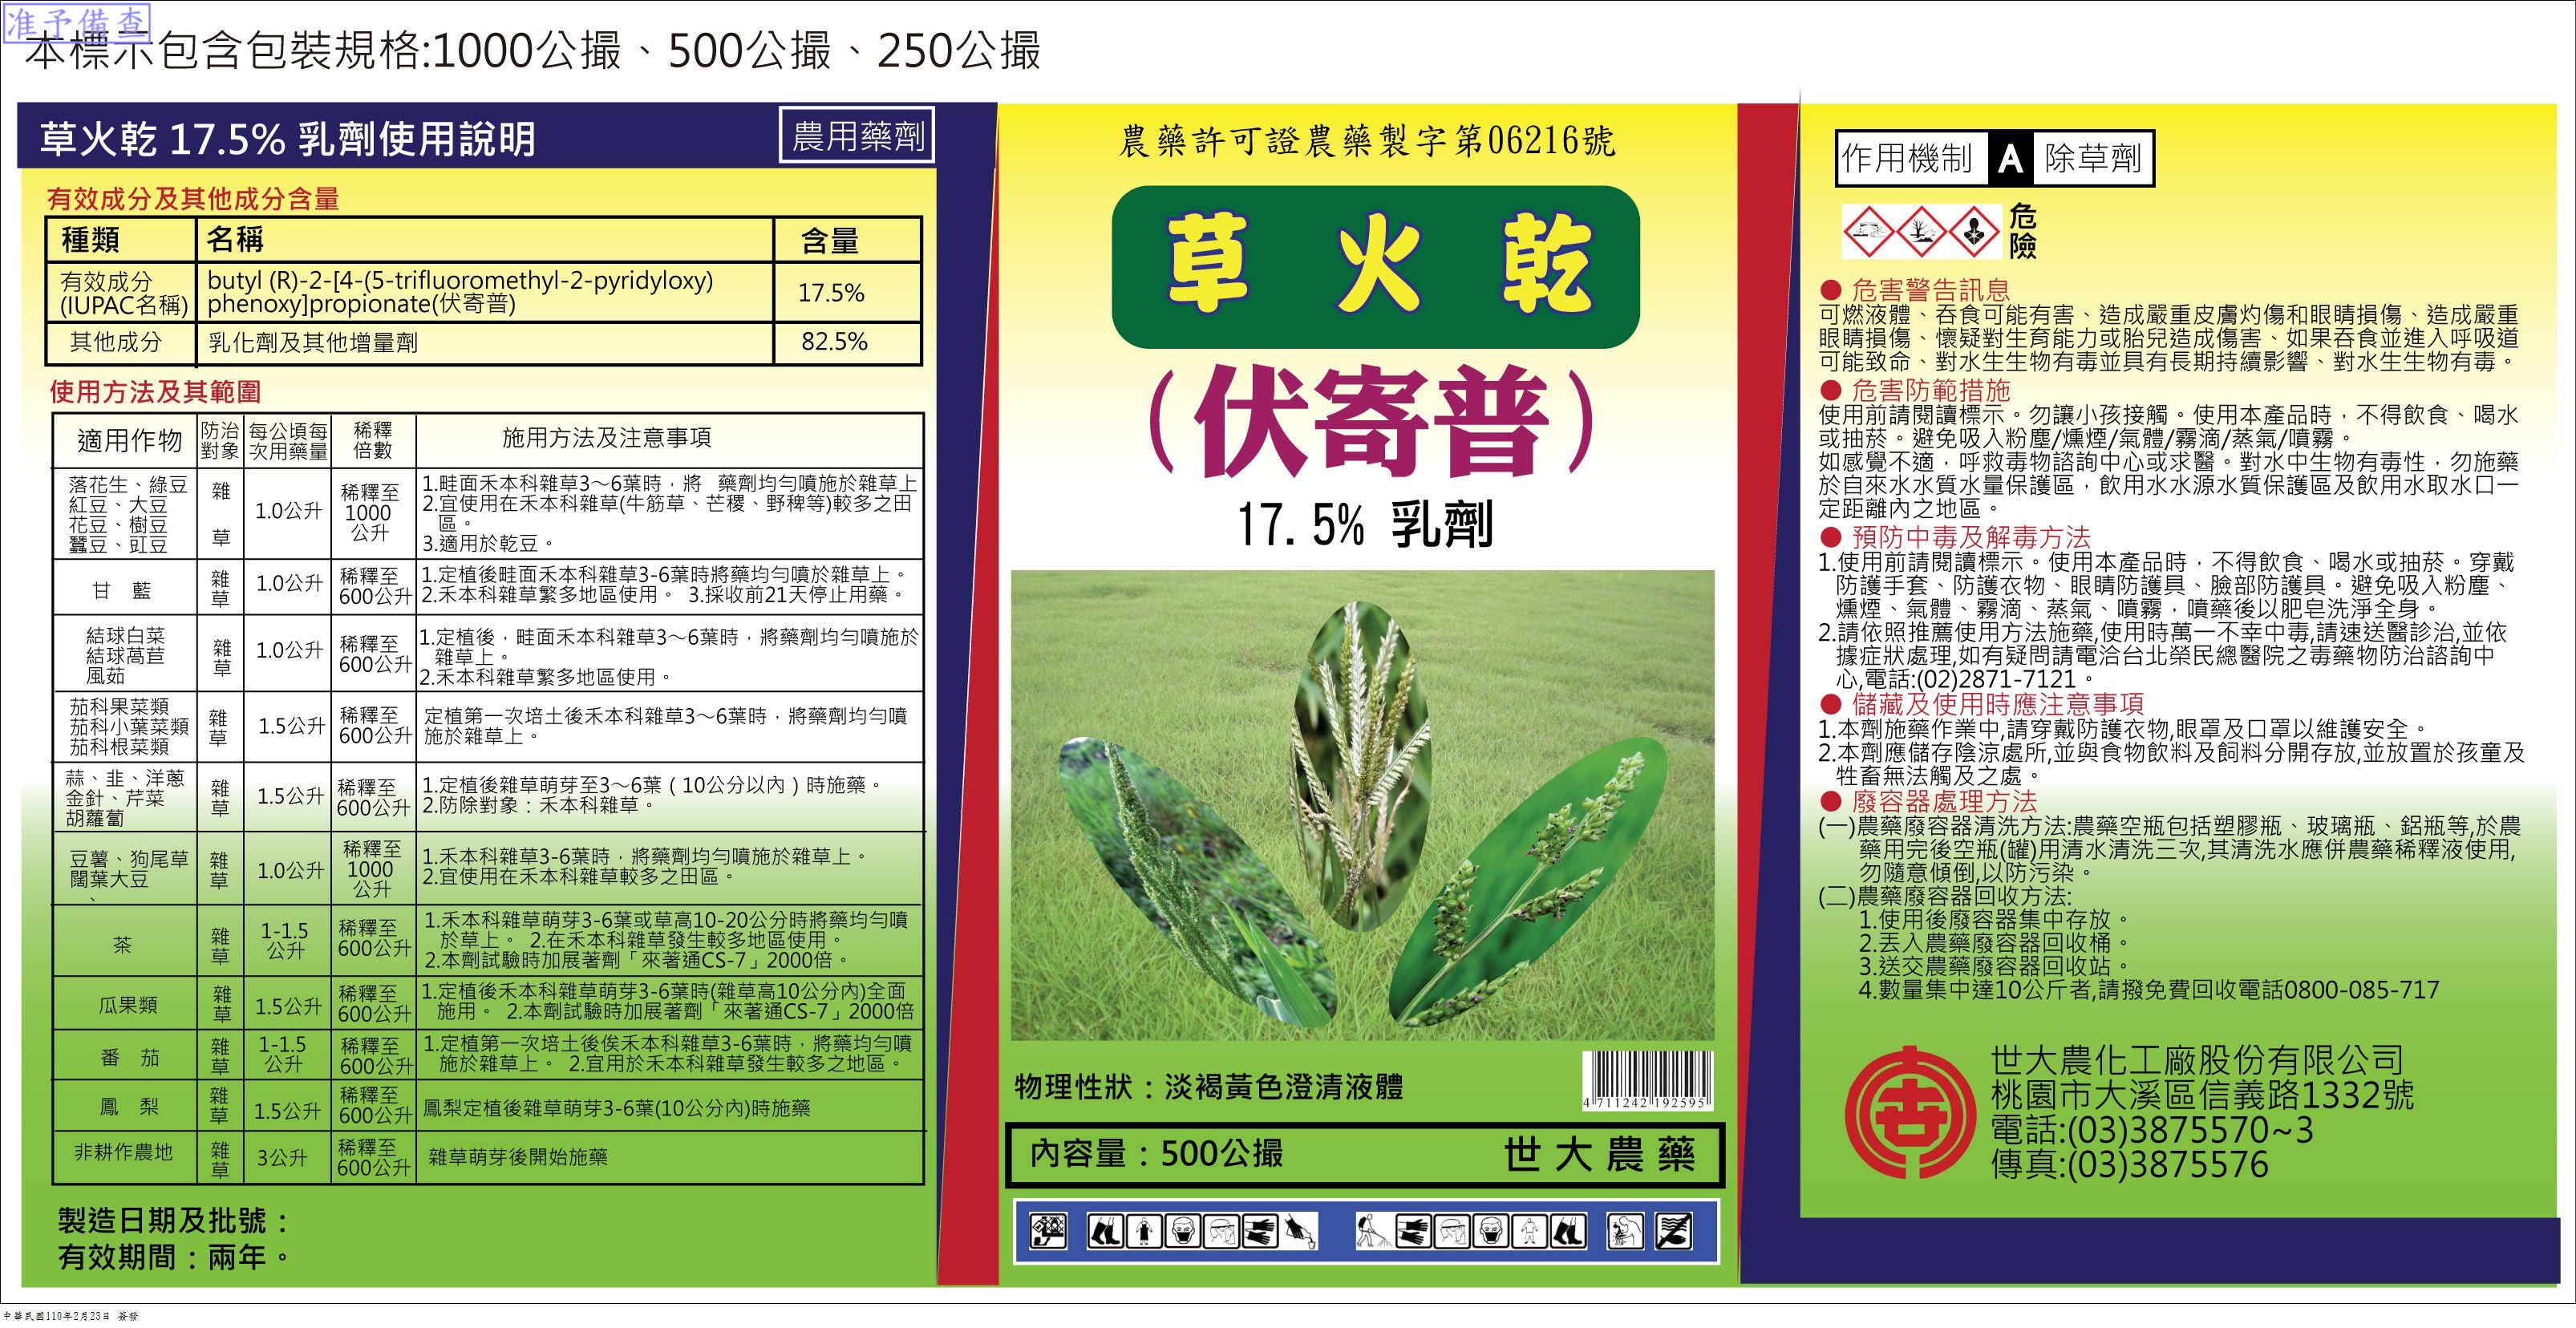 准予備查
本標示包含包裝規格:1000公撮、500公撮、250公撮
草火乾 17.5% 乳劑使用說明
農用藥劑
有效成分及其他成分含量
種類 名稱 含量
有效成分
(IUPAC名稱)
butyl (R)-2-[4-(5-trifluoromethyl-2-pyridyloxy)
phenoxy]propionate(伏寄普)
17.5%
其他成分 乳化劑及其他增量劑 82.5%
使用方法及其範圍
適用作物
防治
對象
每公頃每
次用藥量
稀釋
倍數
施用方法及注意事項
落花生、綠豆
紅豆、大豆
花豆、樹豆
蠶豆、豇豆
雜
草
1.0公升
稀釋至
1000
公升
1.畦面禾本科雜草3～6葉時，將 藥劑均勻噴施於雜草上
2.宜使用在禾本科雜草(牛筋草、芒稷、野稗等)較多之田
區。
3.適用於乾豆。
甘 藍
雜
草
1.0公升
稀釋至
600公升
1.定植後畦面禾本科雜草3-6葉時將藥均勻噴於雜草上。
2.禾本科雜草繁多地區使用。 3.採收前21天停止用藥。
結球白菜
結球萵苣
風茹
雜
草
1.0公升
稀釋至
600公升
1.定植後，畦面禾本科雜草3～6葉時，將藥劑均勻噴施於
雜草上。
2.禾本科雜草繁多地區使用。
茄科果菜類
茄科小葉菜類
茄科根菜類
雜
草
1.5公升
稀釋至
600公升
定植第一次培土後禾本科雜草3～6葉時，將藥劑均勻噴
施於雜草上。
蒜、韭、洋蔥
金針、芹菜
胡蘿蔔
雜
草
1.5公升
稀釋至
600公升
1.定植後雜草萌芽至3～6葉（10公分以內）時施藥。
2.防除對象：禾本科雜草。
豆薯、狗尾草
闊葉大豆
、
雜
草
1.0公升
稀釋至
1000
公升
1.禾本科雜草3-6葉時，將藥劑均勻噴施於雜草上。
2.宜使用在禾本科雜草較多之田區。
茶
雜
草
1-1.5
公升
稀釋至
600公升
1.禾本科雜草萌芽3-6葉或草高10-20公分時將藥均勻噴
於草上。 2.在禾本科雜草發生較多地區使用。
2.本劑試驗時加展著劑「來著通CS-7」2000倍。
瓜果類
雜
草
1.5公升
稀釋至
600公升
1.定植後禾本科雜草萌芽3-6葉時(雜草高10公分內)全面
施用。 2.本劑試驗時加展著劑「來著通CS-7」2000倍
番 茄
雜
草
1-1.5
公升
稀釋至
600公升
1.定植第一次培土後俟禾本科雜草3-6葉時，將藥均勻噴
施於雜草上。 2.宜用於禾本科雜草發生較多之地區。
鳳 梨
雜
草
1.5公升
稀釋至
600公升
鳳梨定植後雜草萌芽3-6葉(10公分內)時施藥
非耕作農地
雜
草
3公升
稀釋至
600公升
雜草萌芽後開始施藥
製造日期及批號：
有效期間：兩年。
農藥許可證農藥製字第06216號
草 火 乾
(伏寄普)
17.5% 乳劑
物理性狀：淡褐黃色澄清液體
4 711242 192595
內容量：500公撮 世大農藥
作用機制 A 除草劑
危
險
● 危害警告訊息
可燃液體、吞食可能有害、造成嚴重皮膚灼傷和眼睛損傷、造成嚴重
眼睛損傷、懷疑對生育能力或胎兒造成傷害、如果吞食並進入呼吸道
可能致命、對水生生物有毒並具有長期持續影響、對水生生物有毒。
● 危害防範措施
使用前請閱讀標示。勿讓小孩接觸。使用本產品時，不得飲食、喝水
或抽菸。避免吸入粉塵/燻煙/氣體/霧滴/蒸氣/噴霧。
如感覺不適，呼救毒物諮詢中心或求醫。對水中生物有毒性，勿施藥
於自來水水質水量保護區，飲用水水源水質保護區及飲用水取水口一
定距離內之地區。
● 預防中毒及解毒方法
1.使用前請閱讀標示。使用本產品時，不得飲食、喝水或抽菸。穿戴
防護手套、防護衣物、眼睛防護具、臉部防護具。避免吸入粉塵、
燻煙、氣體、霧滴、蒸氣、噴霧，噴藥後以肥皂洗淨全身。
2.請依照推薦使用方法施藥,使用時萬一不幸中毒,請速送醫診治,並依
據症狀處理,如有疑問請電洽台北榮民總醫院之毒藥物防治諮詢中
心,電話:(02)2871-7121。
● 儲藏及使用時應注意事項
1.本劑施藥作業中,請穿戴防護衣物,眼罩及口罩以維護安全。
2.本劑應儲存陰涼處所,並與食物飲料及飼料分開存放,並放置於孩童及
牲畜無法觸及之處。
● 廢容器處理方法
(一)農藥廢容器清洗方法:農藥空瓶包括塑膠瓶、玻璃瓶、鋁瓶等,於農
藥用完後空瓶(罐)用清水清洗三次,其清洗水應併農藥稀釋液使用,
勿隨意傾倒,以防污染。
(二)農藥廢容器回收方法:
1.使用後廢容器集中存放。
2.丟入農藥廢容器回收桶。
3.送交農藥廢容器回收站。
4.數量集中達10公斤者,請撥免費回收電話0800-085-717
世大農化工廠股份有限公司
桃園市大溪區信義路1332號
電話:(03)3875570~3
傳真:(03)3875576
中華民國110年2月23日 簽發